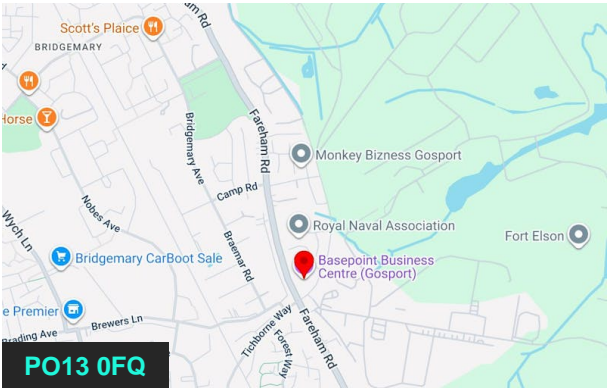 am Rd
Scott's Plaice
BRIDGEMARY
Horse
Fareham Rd
Bridgemary Ave
Monkey Bizness Gosport
Camp Rd
Nobes Ave
Wych Ln
Royal Naval Association
Fort Elson
Braemar Rd
Bridgemary CarBoot Sale
Basepoint Business
Centre (Gosport)
e Premier
Brewers Ln
Brading Ave
Tichborne Way
Forest Way
Fareham Rd
PO13 0FQ